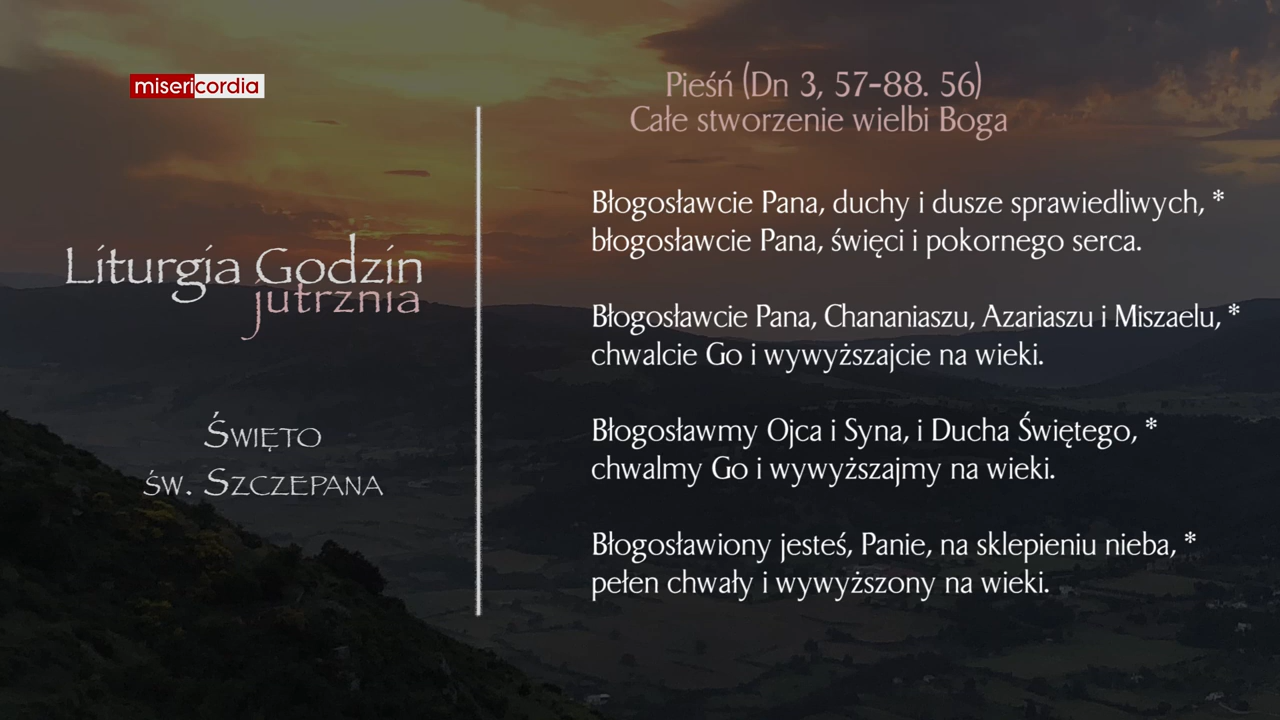 misericordia
Liturgia Godzin
jutrznia
Święto
św. Szczepana
Pieśń (Dn 3, 57-88. 56)
Całe stworzenie wielbi Boga
Błogosławcie Pana, duchy i dusze sprawiedliwych, *
błogosławcie Pana, święci i pokornego serca.
Błogosławcie Pana, Chananiaszu, Azariaszu i Miszaelu, *
chwalcie Go i wywyższajcie na wieki.
Błogosławmy Ojca i Syna, i Ducha Świętego, *
chwalmy Go i wywyższajmy na wieki.
Błogosławiony jesteś, Panie, na sklepieniu nieba, *
pełen chwały i wywyższony na wieki.